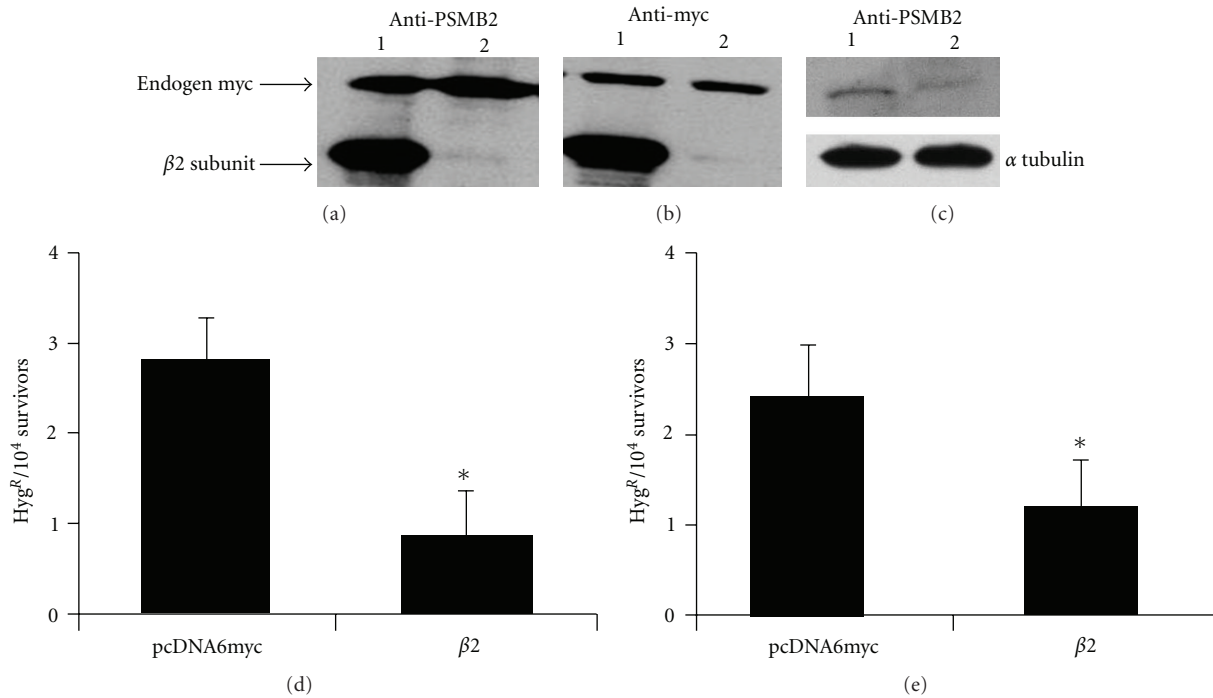 Anti-PSMB2
1 2
Anti-myc
1 2
Anti-PSMB2
1 2
Endogen myc
β2 subunit
α tubulin
(a)
(b)
(c)
4
3
2
1
0
Hyg^R/10^4 survivors
*
pcDNA6myc
β2
(d)
4
3
2
1
0
Hyg^R/10^4 survivors
*
pcDNA6myc
β2
(e)